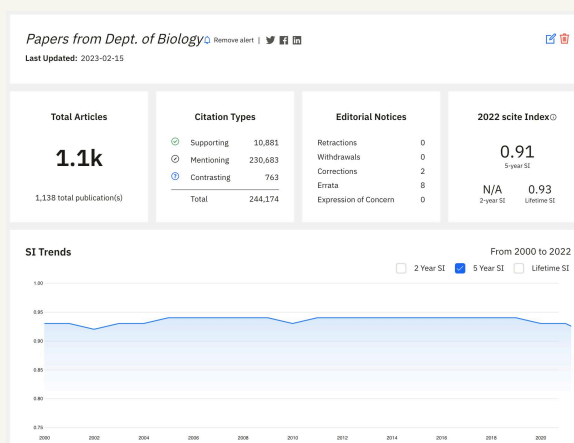 Papers from Dept. of Biology Remove alert |
Last Updated: 2023-02-15
Total Articles
1.1k
1,138 total publication(s)
Citation Types
Supporting 10,881
Mentioning 230,683
Contrasting 763
Total 244,174
Editorial Notices
Retractions 0
Withdrawals 0
Corrections 2
Errata 8
Expression of Concern 0
2022 scite Index
0.91
5-year SI
N/A 0.93
2-year SI Lifetime SI
SI Trends From 2000 to 2022
2 Year SI 5 Year SI Lifetime SI
1.00
0.95
0.90
0.85
0.80
0.75
2000 2002 2004 2006 2008 2010 2012 2014 2016 2018 2020